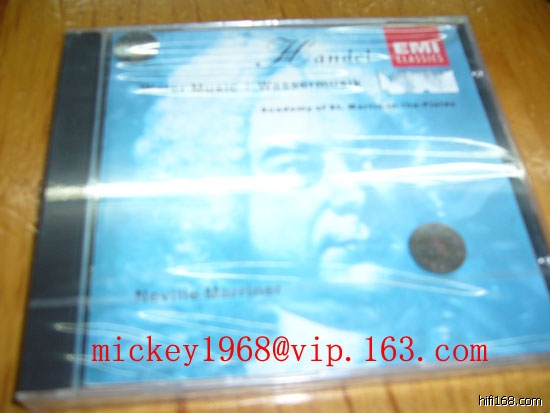 Handel
EMI
CLASSICS
Water Music | Wassermusik
Academy of St. Martin-in-the-Fields
Neville Marriner
mickey1968@vip.163.com
hifi168.com